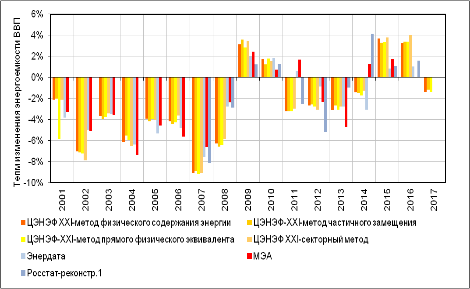 Темп изменения энергоемкости ВВП
6%
4%
2%
0%
-2%
-4%
-6%
-8%
-10%
2001 2002 2003 2004 2005 2006 2007 2008 2009 2010 2011 2012 2013 2014 2015 2016 2017
ЦЭНЭФ-XXI-метод физического содержания энергии
ЦЭНЭФ-XXI-метод частичного замещения
ЦЭНЭФ-XXI-метод прямого физического эквивалента
ЦЭНЭФ XXI-секторный метод
Энердата
МЭА
Росстат-реконстр.1